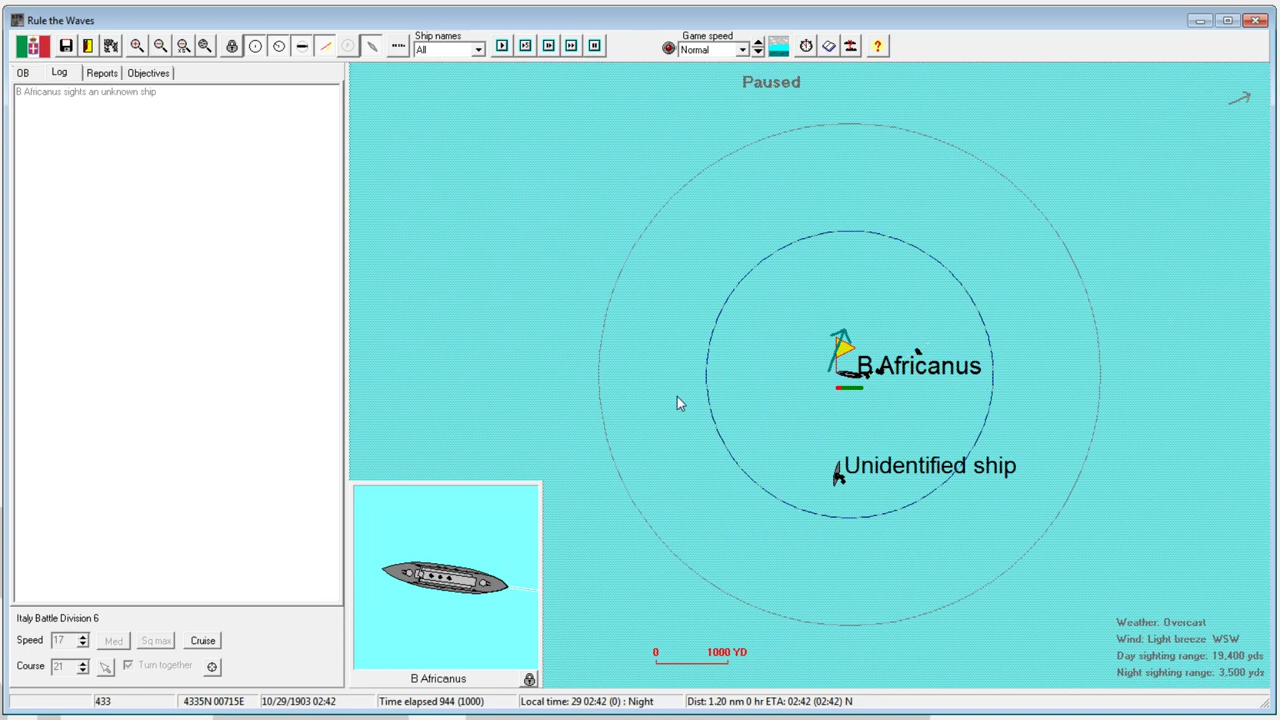 Rule the Waves
Ship names
All
Game speed
Normal
OB
Log
Reports
Objectives
B Africanus sights an unknown ship
Paused
B Africanus
Unidentified ship
0 1000 YD
Weather: Overcast
Wind: Light breeze WSW
Day sighting range: 19,400 yds
Night sighting range: 3,500 yds
Italy Battle Division 6
Speed 17 Med Sq max Cruise
Course 21 Turn together
B Africanus
433 4335N 00715E 10/29/1903 02:42 Time elapsed 944 (1000) Local time: 29 02:42 (0) : Night Dist: 1.20 nm 0 hr ETA: 02:42 (02:42) N